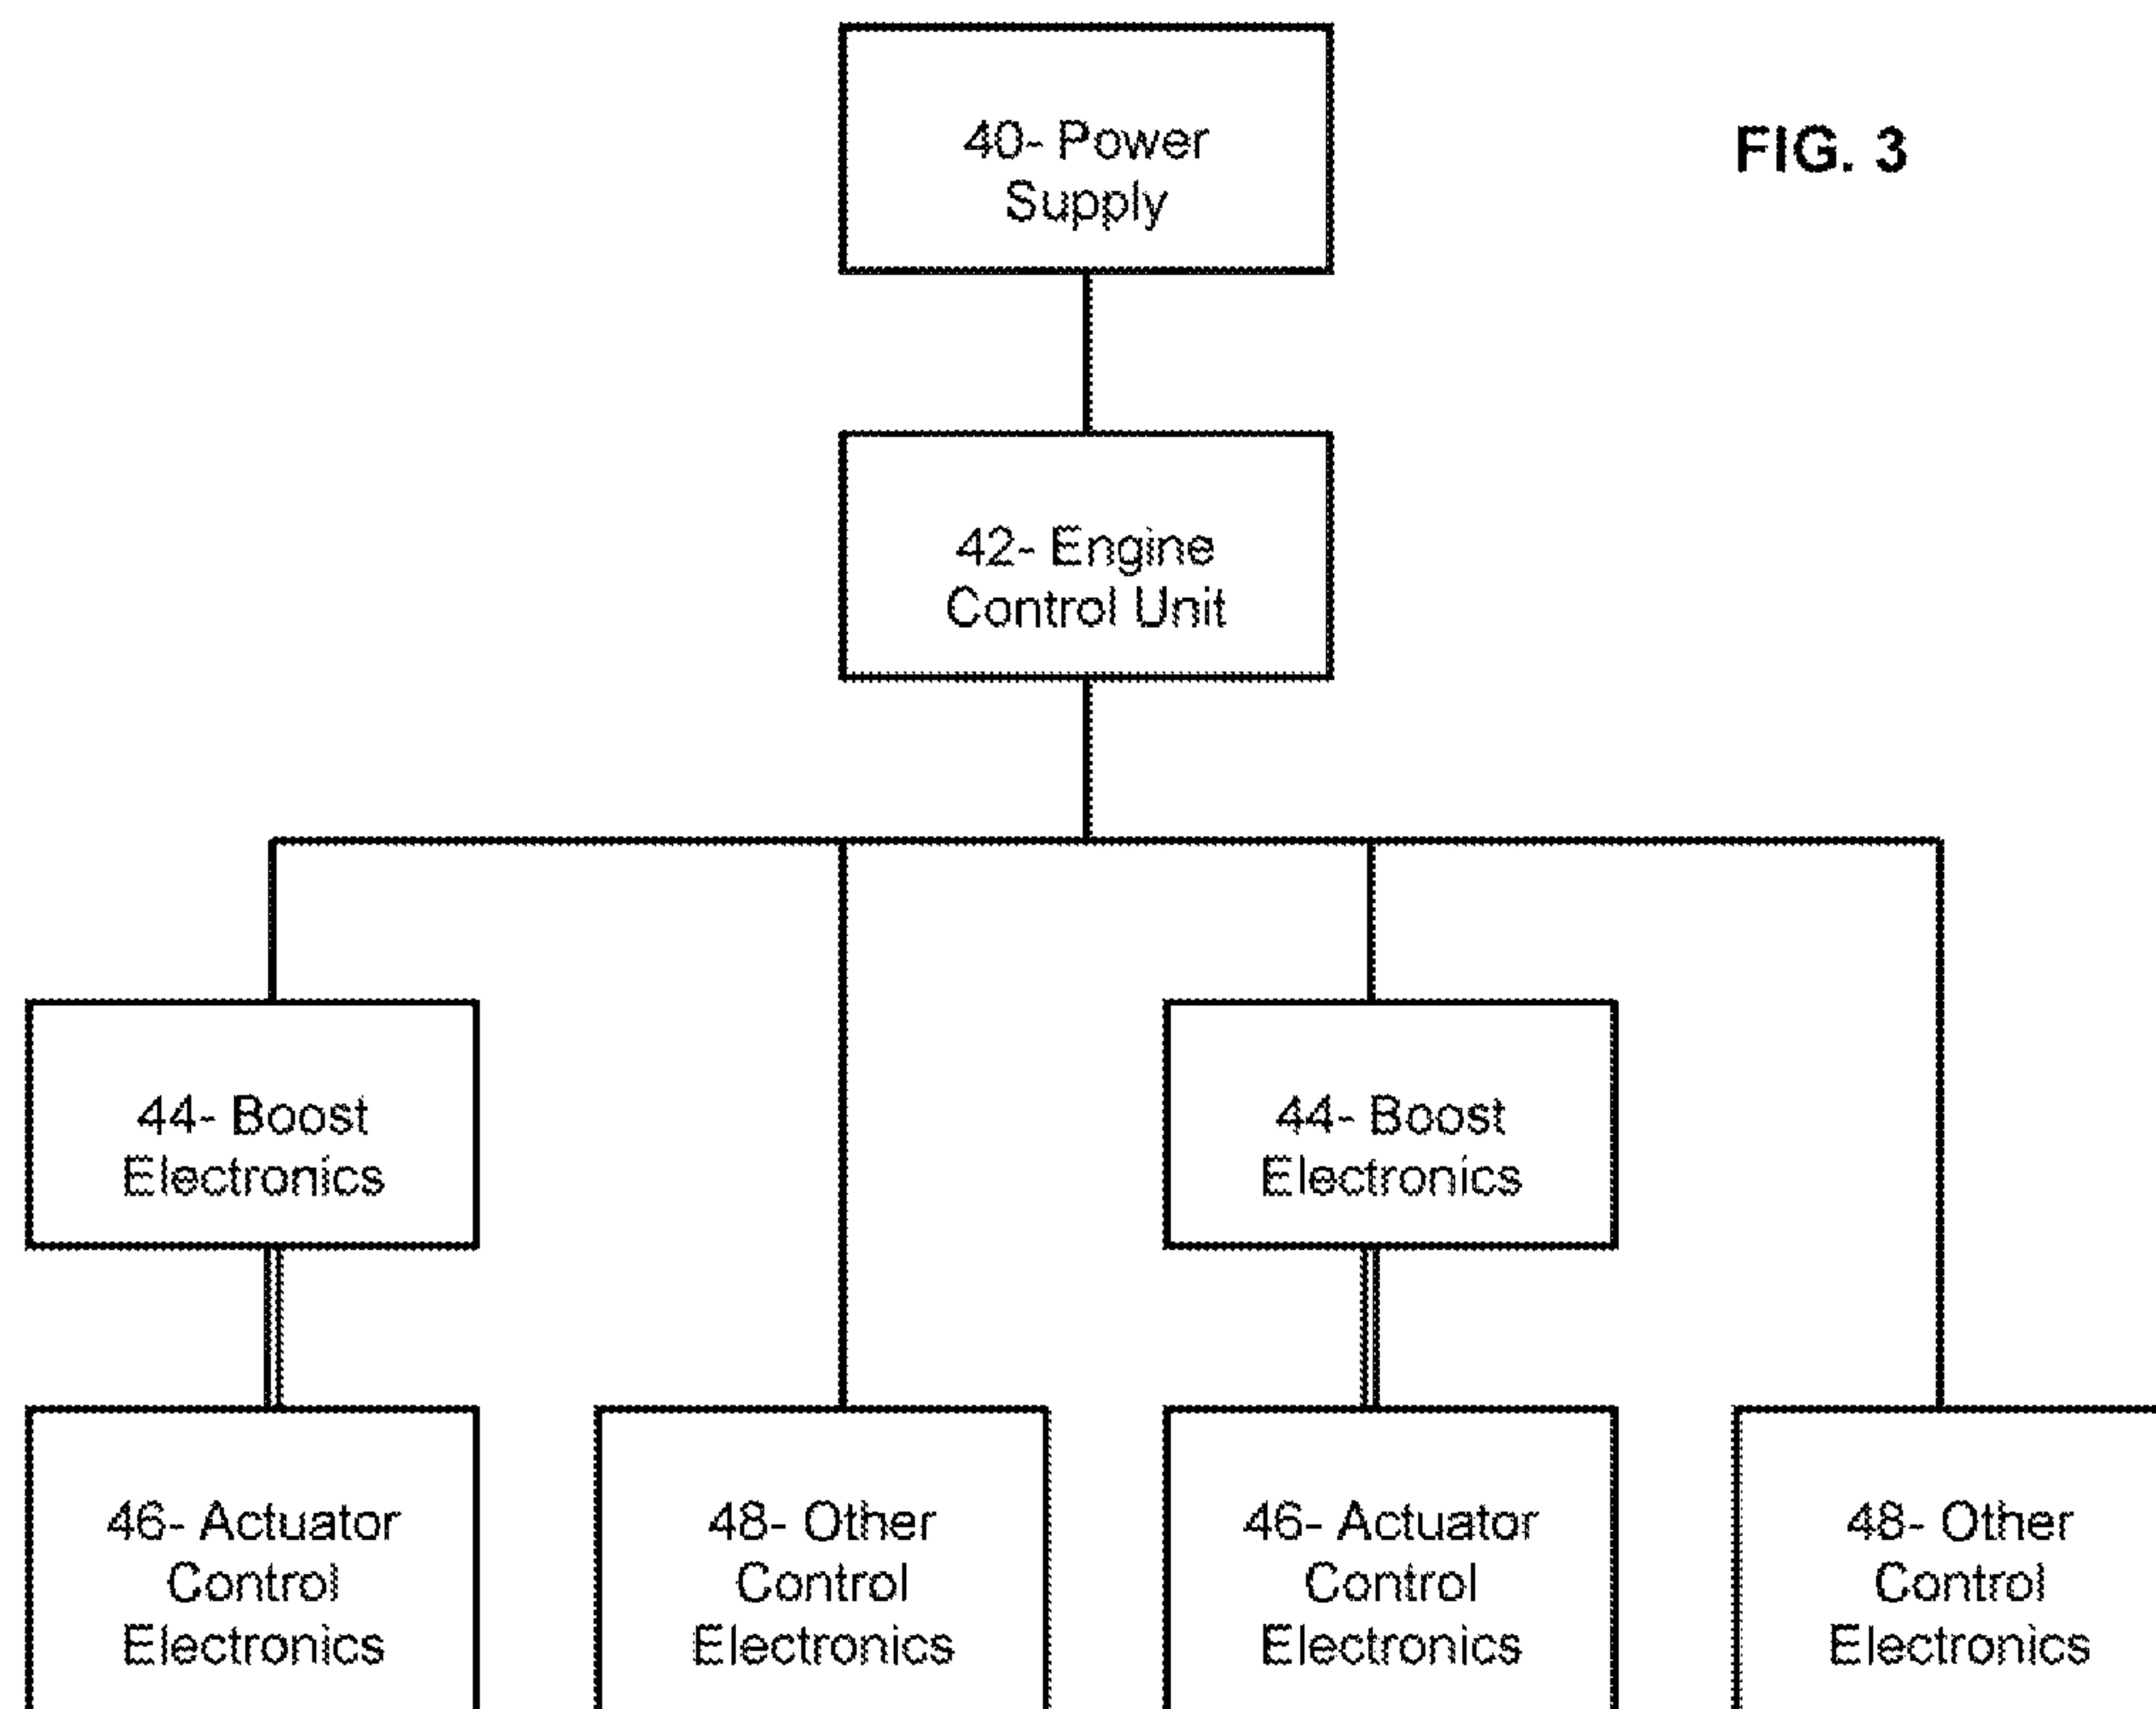 40- Power
Supply
FIG. 3
42- Engine
Control Unit
44- Boost
Electronics
44- Boost
Electronics
46- Actuator
Control
Electronics
48- Other
Control
Electronics
46- Actuator
Control
Electronics
48- Other
Control
Electronics